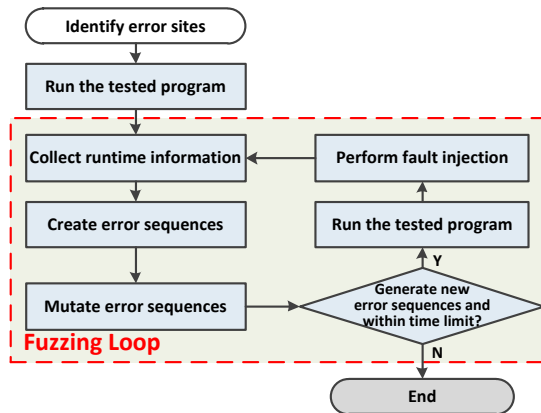 Identify error sites
Run the tested program
Collect runtime information
Perform fault injection
Create error sequences
Run the tested program
Y
Mutate error sequences
Generate new
error sequences and
within time limit?
Fuzzing Loop
N
End